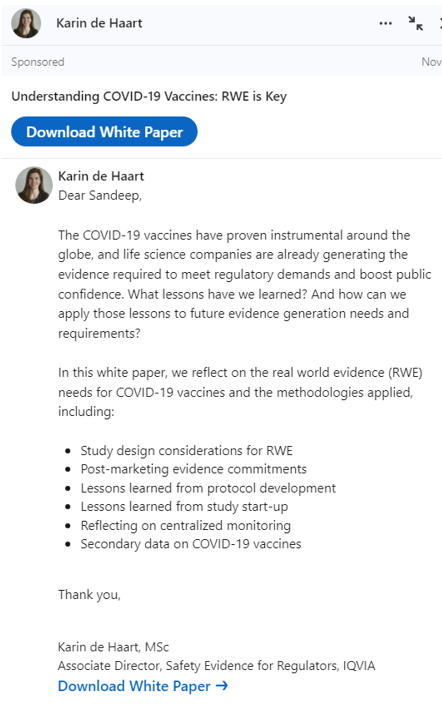 Karin de Haart
Sponsored
Nov
Understanding COVID-19 Vaccines: RWE is Key
Download White Paper
Karin de Haart
Dear Sandeep,
The COVID-19 vaccines have proven instrumental around the
globe, and life science companies are already generating the
evidence required to meet regulatory demands and boost public
confidence. What lessons have we learned? And how can we
apply those lessons to future evidence generation needs and
requirements?
In this white paper, we reflect on the real world evidence (RWE)
needs for COVID-19 vaccines and the methodologies applied,
including:
• Study design considerations for RWE
• Post-marketing evidence commitments
• Lessons learned from protocol development
• Lessons learned from study start-up
• Reflecting on centralized monitoring
• Secondary data on COVID-19 vaccines
Thank you,
Karin de Haart, MSc
Associate Director, Safety Evidence for Regulators, IQVIA
Download White Paper →